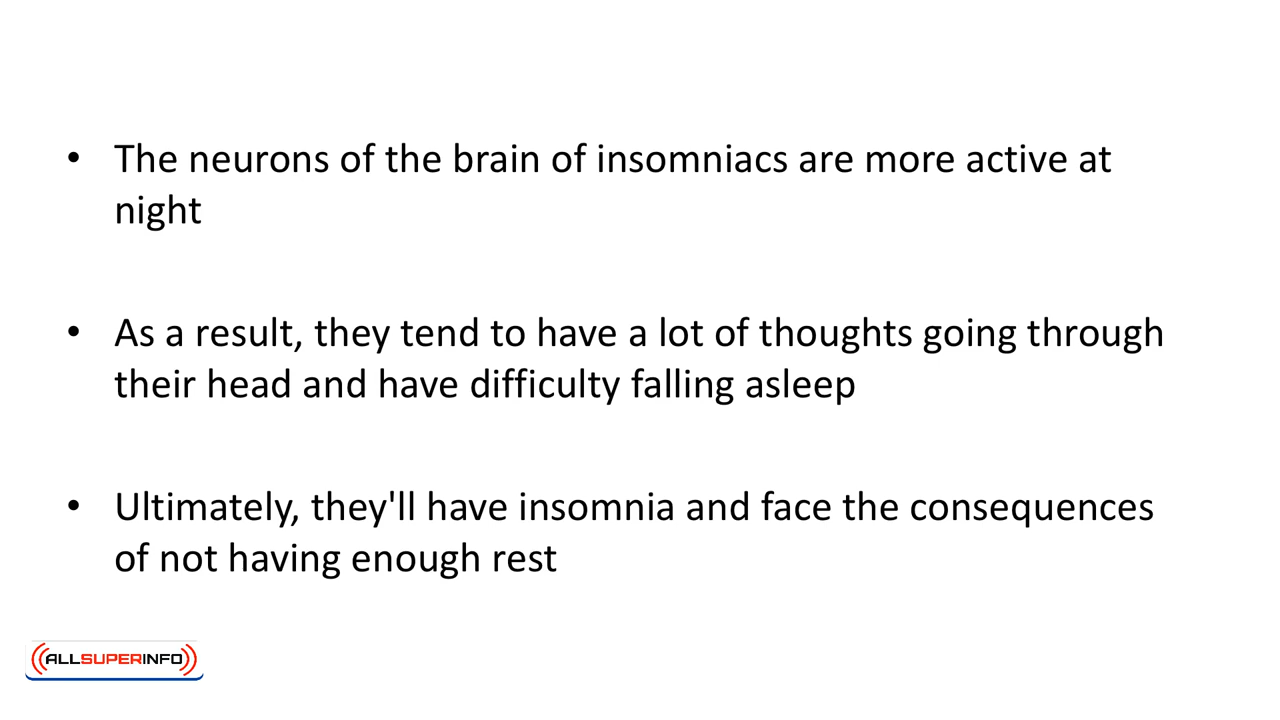 • The neurons of the brain of insomniacs are more active at
night
• As a result, they tend to have a lot of thoughts going through
their head and have difficulty falling asleep
• Ultimately, they'll have insomnia and face the consequences
of not having enough rest
ALLSUPERINFO